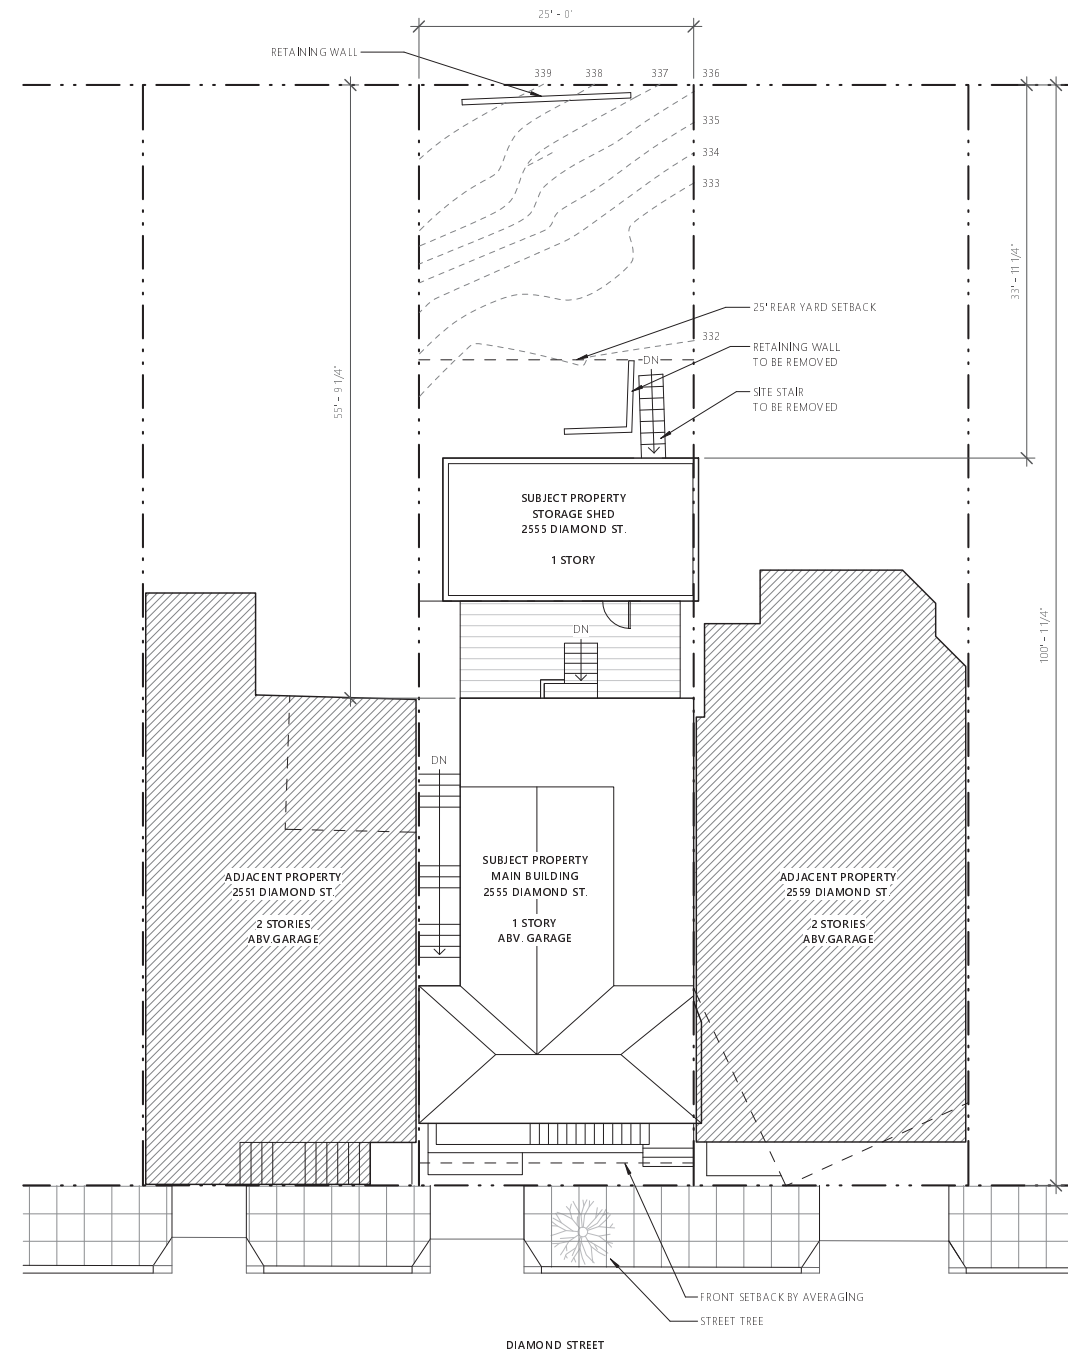 25' - 0"
RETAINING WALL
339
338
337
336
335
334
333
33' - 11 1/4"
25' REAR YARD SETBACK
332
RETAINING WALL
TO BE REMOVED
DN
55' - 9 1/4"
SITE STAIR
TO BE REMOVED
SUBJECT PROPERTY
STORAGE SHED
2555 DIAMOND ST.
1 STORY
DN
100' - 1 1/4"
DN
SUBJECT PROPERTY
MAIN BUILDING
2555 DIAMOND ST.
1 STORY
ABV. GARAGE
ADJACENT PROPERTY
2551 DIAMOND ST.
2 STORIES
ABV.GARAGE
ADJACENT PROPERTY
2559 DIAMOND ST.
2 STORIES
ABV.GARAGE
FRONT SETBACK BY AVERAGING
STREET TREE
DIAMOND STREET